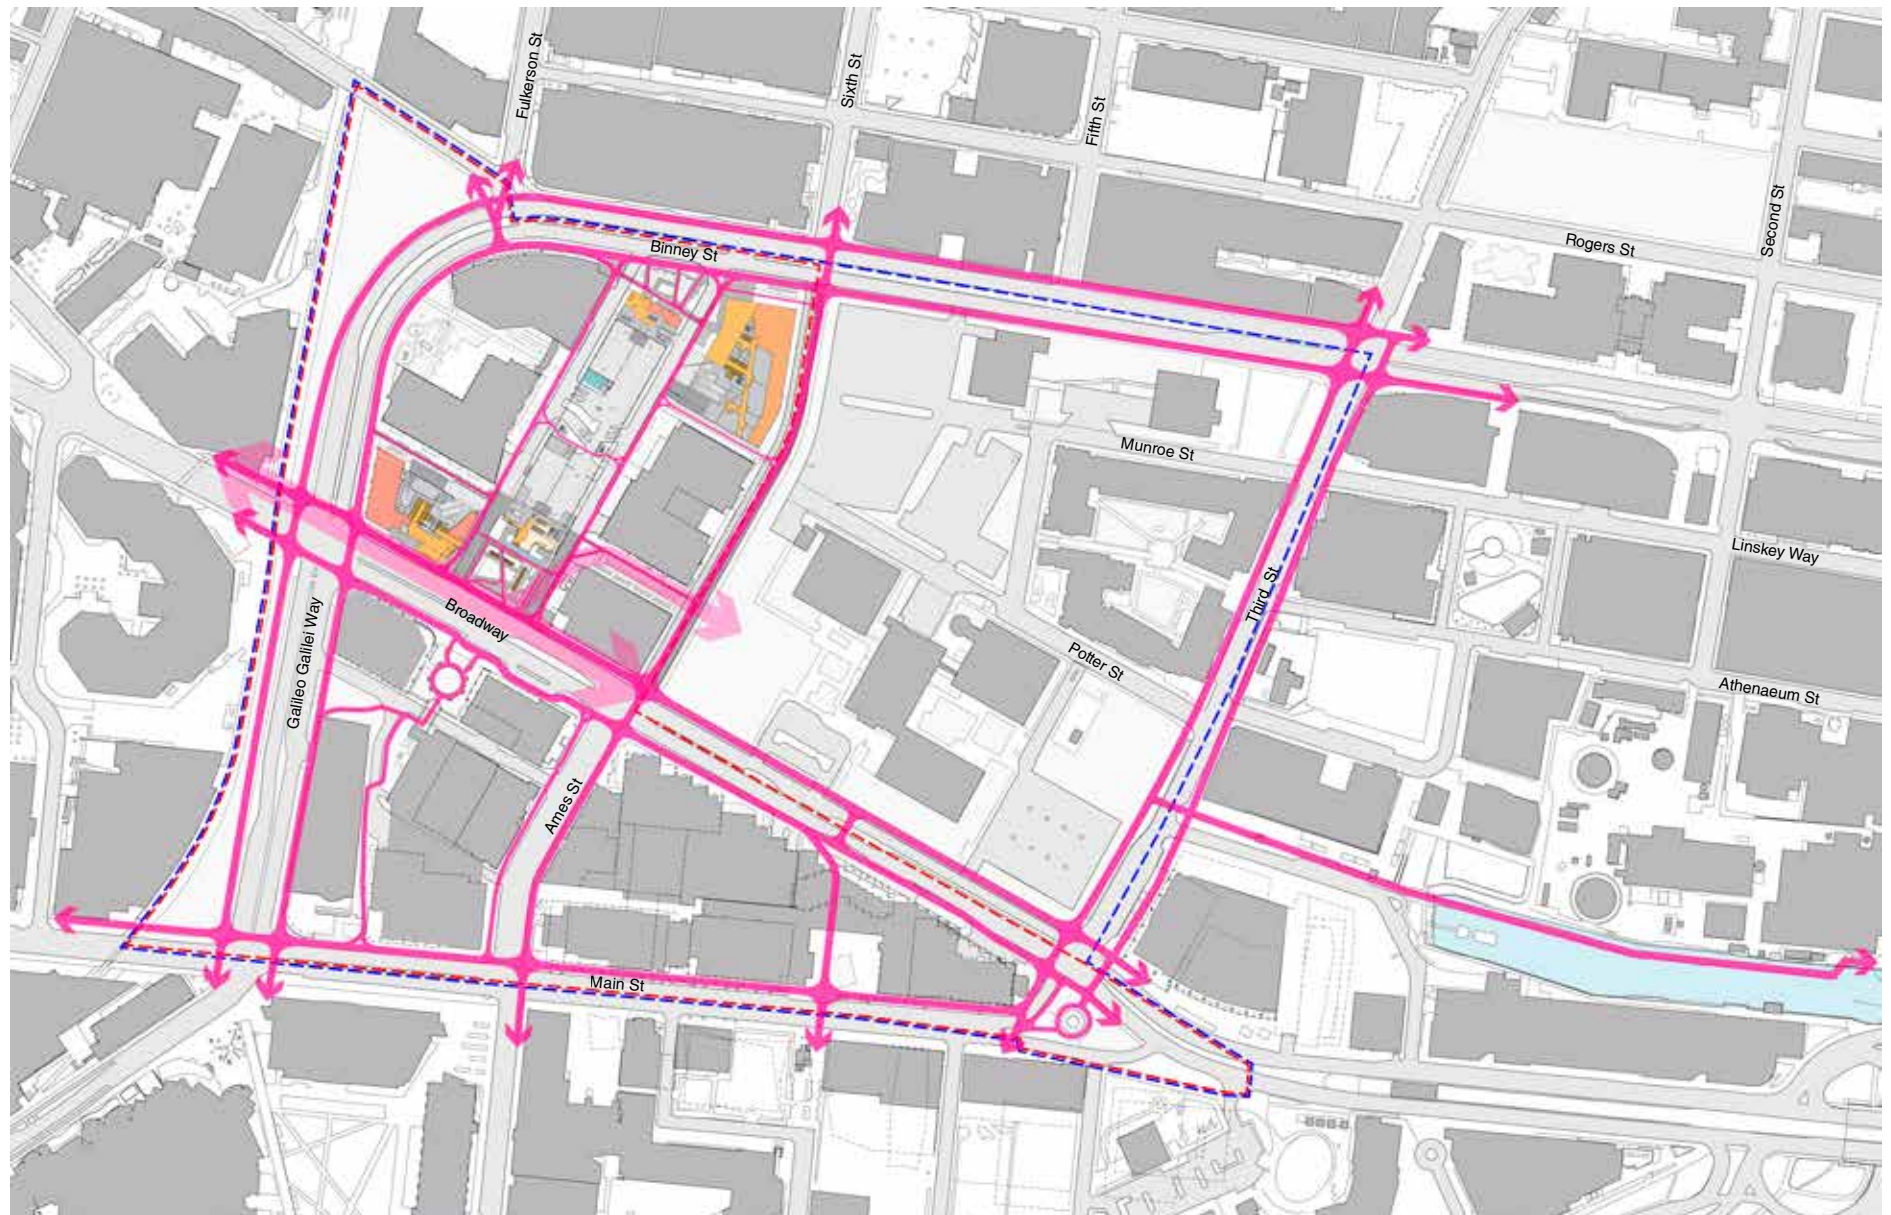 Fulkerson St
Sixth St
Fifth St
Second St
Rogers St
Binney St
Munroe St
Linskey Way
Third St
Broadway
Galileo Galilei Way
Potter St
Athenaeum St
Ames St
Main St